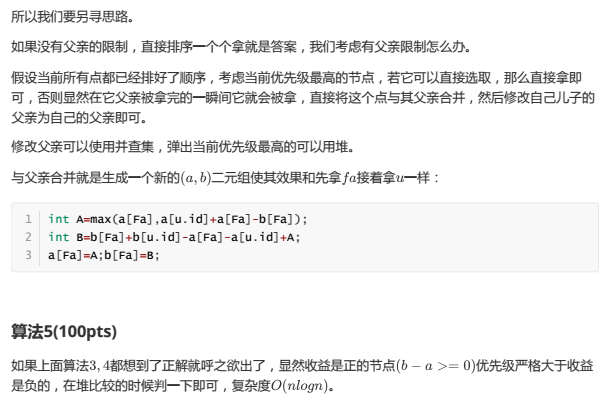 所以我们要另寻思路。
如果没有父亲的限制，直接排序一个个拿就是答案，我们考虑有父亲限制怎么办。
假设当前所有点都已经排好了顺序，考虑当前优先级最高的节点，若它可以直接选取，那么直接拿即
可，否则显然在它父亲被拿完的一瞬间它就会被拿，直接将这个点与其父亲合并，然后修改自己儿子的
父亲为自己的父亲即可。
修改父亲可以使用并查集，弹出当前优先级最高的可以用堆。
与父亲合并就是生成一个新的(a, b)二元组使其效果和先拿fa接着拿u一样：
1 int A=max(a[Fa],a[u.id]+a[Fa]-b[Fa]);
2 int B=b[Fa]+b[u.id]-a[Fa]-a[u.id]+A;
3 a[Fa]=A;b[Fa]=B;
算法5(100pts)
如果上面算法3, 4都想到了正解就呼之欲出了，显然收益是正的节点(b − a >= 0)优先级严格大于收益
是负的，在堆比较的时候判一下即可，复杂度O(nlogn)。